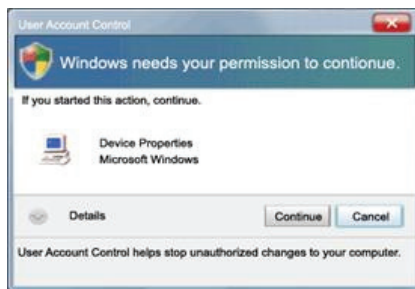 User Account Control
Windows needs your permission to contionue.
If you started this action, continue.
Device Properties
Microsoft Windows
Details
Continue
Cancel
User Account Control helps stop unauthorized changes to your computer.